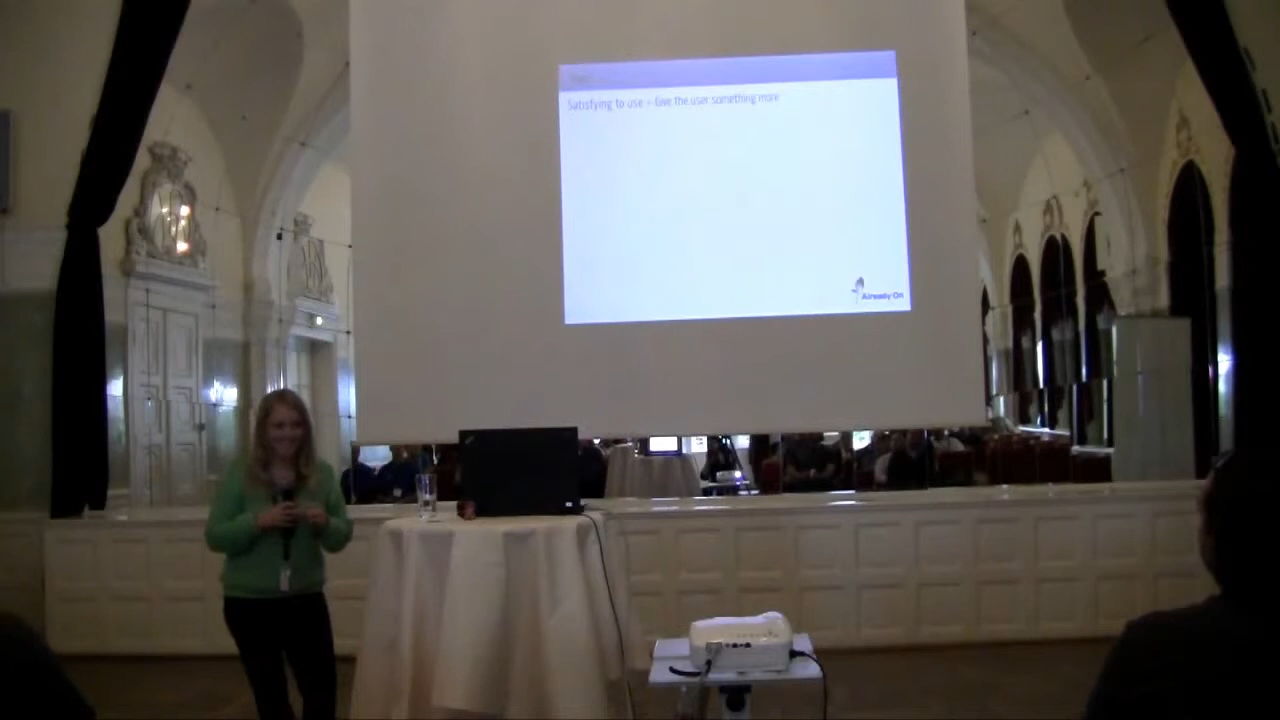 Satisfying to use = Give the user something more
Already On